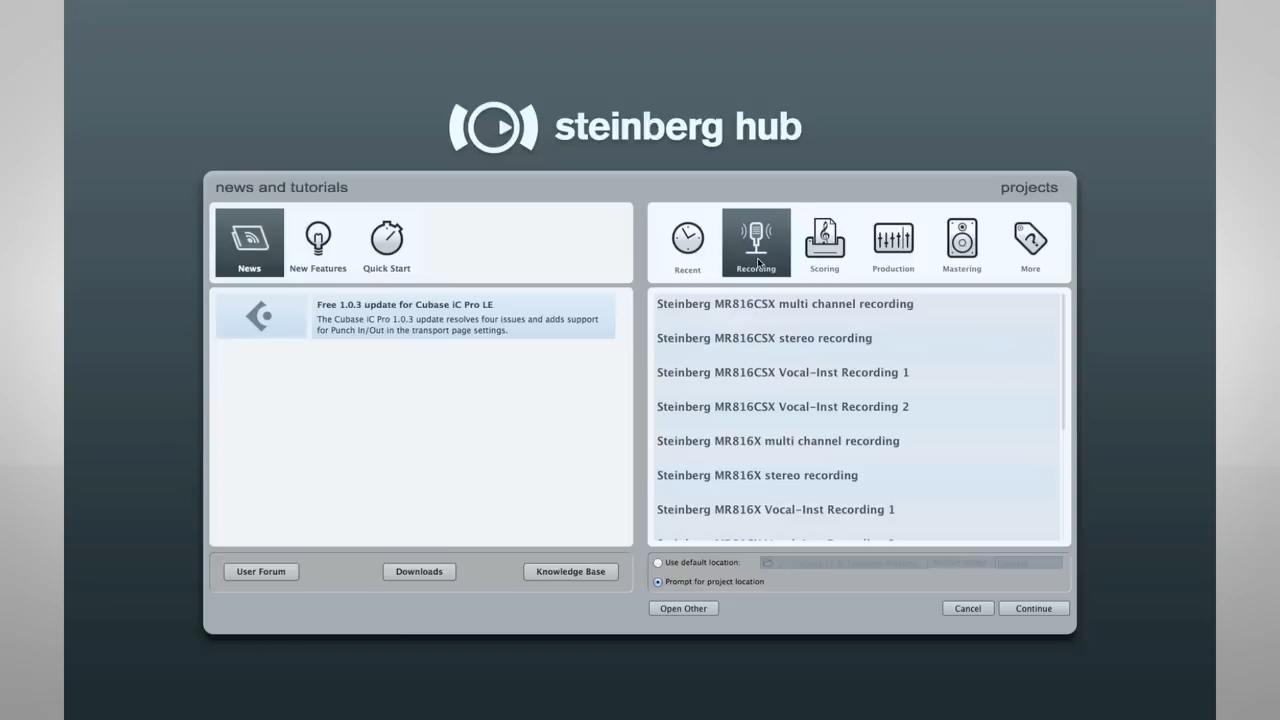 steinberg hub
news and tutorials
projects
News
New Features
Quick Start
Recent
Recording
Scoring
Production
Mastering
More
Free 1.0.3 update for Cubase iC Pro LE
The Cubase iC Pro 1.0.3 update resolves four issues and adds support
for Punch In/Out in the transport page settings.
Steinberg MR816CSX multi channel recording
Steinberg MR816CSX stereo recording
Steinberg MR816CSX Vocal-Inst Recording 1
Steinberg MR816CSX Vocal-Inst Recording 2
Steinberg MR816X multi channel recording
Steinberg MR816X stereo recording
Steinberg MR816X Vocal-Inst Recording 1
User Forum
Downloads
Knowledge Base
Use default location:
Prompt for project location
Open Other
Cancel
Continue